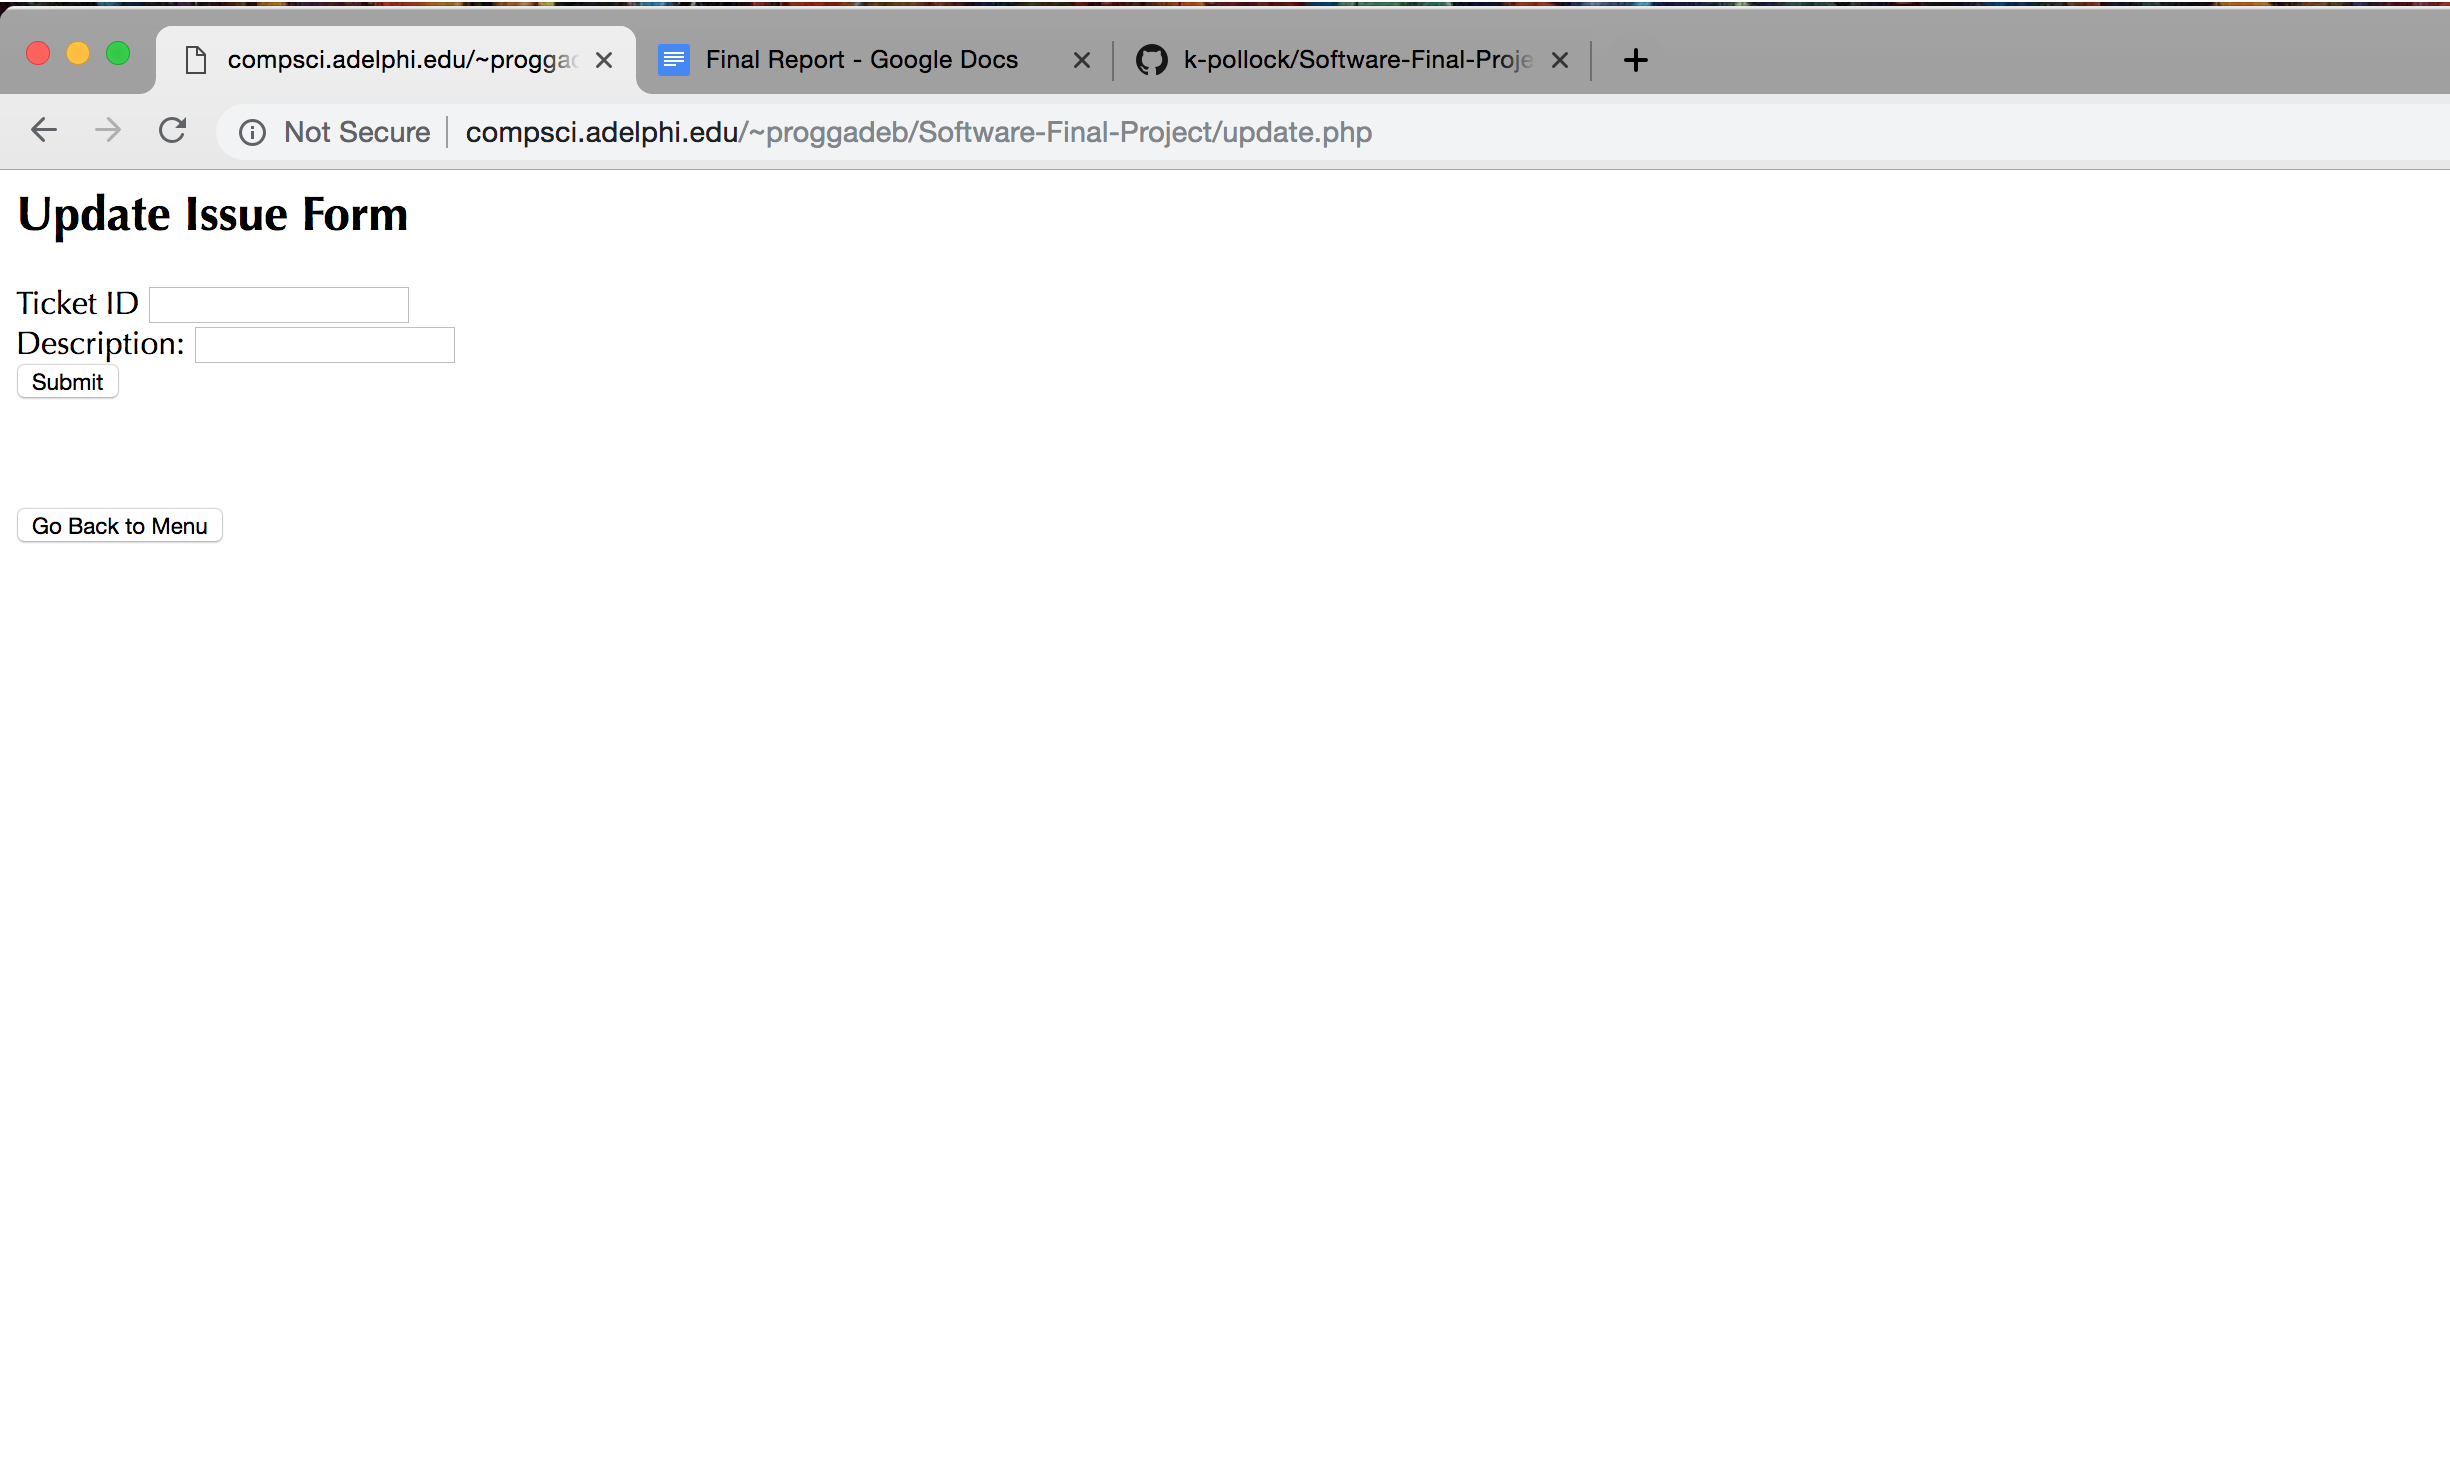 compsci.adelphi.edu/~proggad
Final Report - Google Docs
k-pollock/Software-Final-Proje
Not Secure
compsci.adelphi.edu/~proggadeb/Software-Final-Project/update.php
Update Issue Form
Ticket ID
Description:
Submit
Go Back to Menu